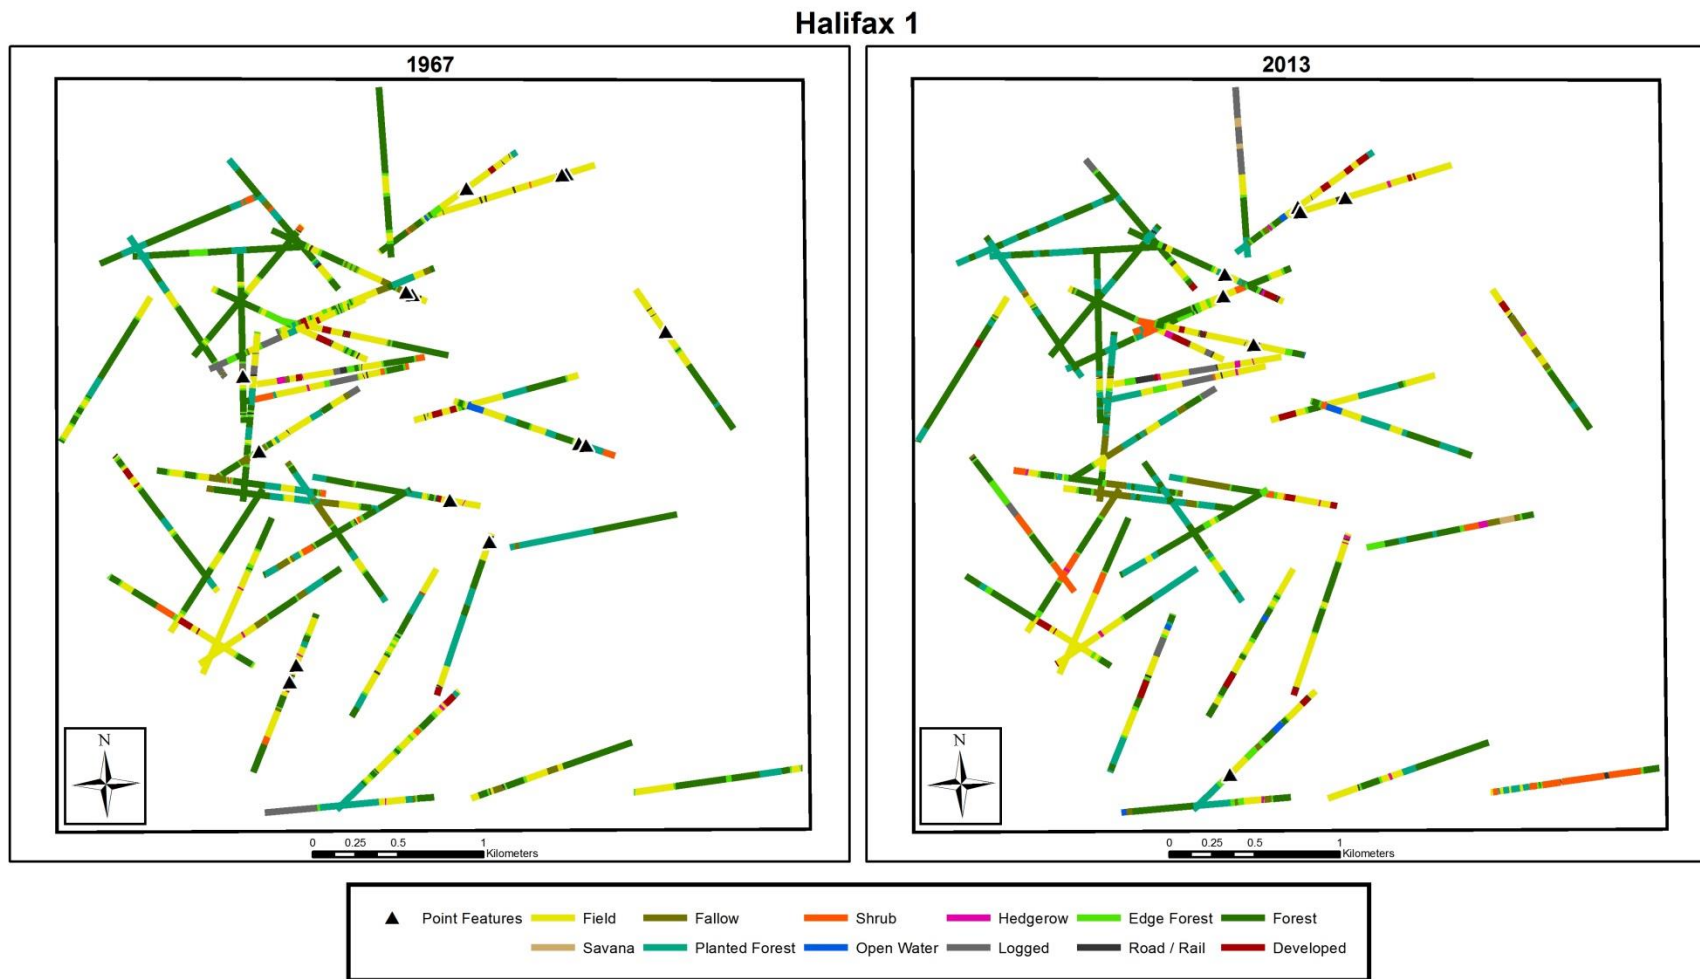 Halifax 1
1967
2013
N
N
0 0.25 0.5 1
Kilometers
0 0.25 0.5 1
Kilometers
Point Features Field Fallow Shrub Hedgerow Edge Forest Forest
Savana Planted Forest Open Water Logged Road / Rail Developed